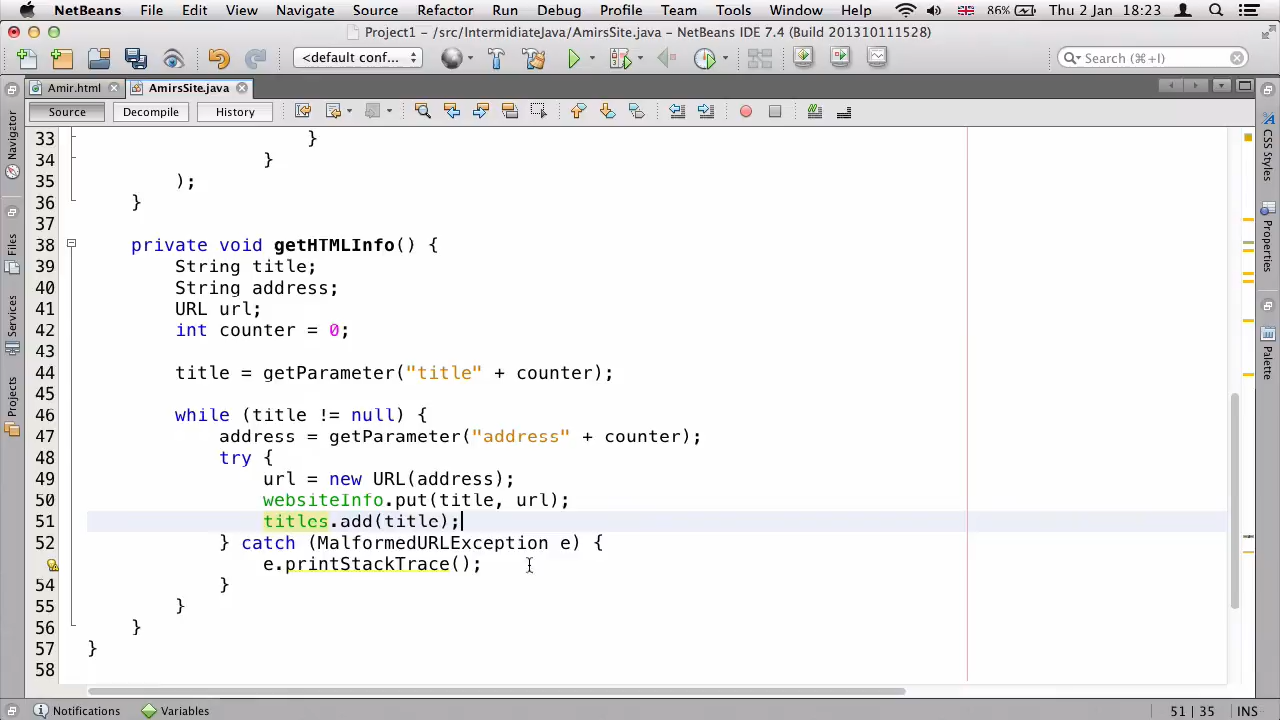 NetBeans File Edit View Navigate Source Refactor Run Debug Profile Team Tools Window Help 86% Thu 2 Jan 18:23
Project1 - /src/IntermidiateJava/AmirsSite.java - NetBeans IDE 7.4 (Build 201310111528)
<default conf... Search (⌘+I)
Amir.html AmirsSite.java
Source Decompile History
Navigator
Files
Services
Projects
33 }
34 }
35 );
36 }
37
38 private void getHTMLInfo() {
39 String title;
40 String address;
41 URL url;
42 int counter = 0;
43
44 title = getParameter("title" + counter);
45
46 while (title != null) {
47 address = getParameter("address" + counter);
48 try {
49 url = new URL(address);
50 websiteInfo.put(title, url);
51 titles.add(title);
52 } catch (MalformedURLException e) {
e.printStackTrace();
54 }
55 }
56 }
57 }
58
CSS Styles
Properties
Palette
Notifications Variables 51 | 35 INS